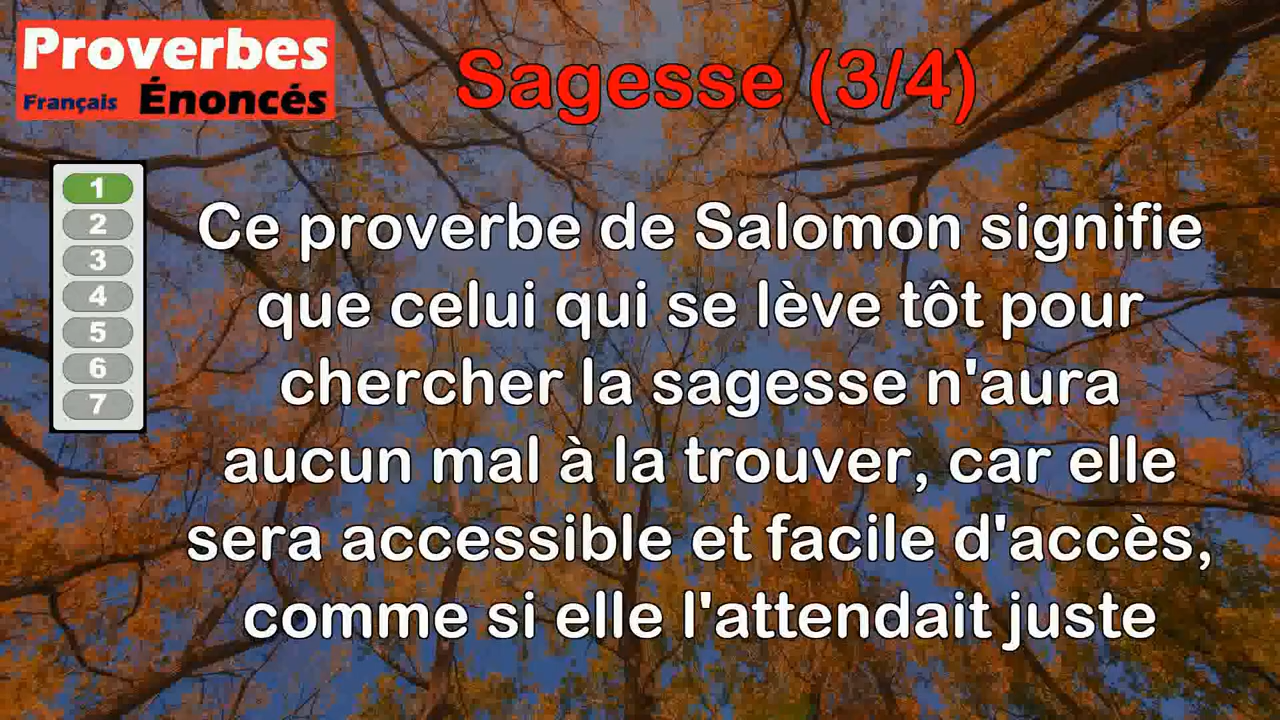 Proverbes
Français Énoncés
Sagesse (3/4)
1
2
3
4
5
6
7
Ce proverbe de Salomon signifie
que celui qui se lève tôt pour
chercher la sagesse n'aura
aucun mal à la trouver, car elle
sera accessible et facile d'accès,
comme si elle l'attendait juste